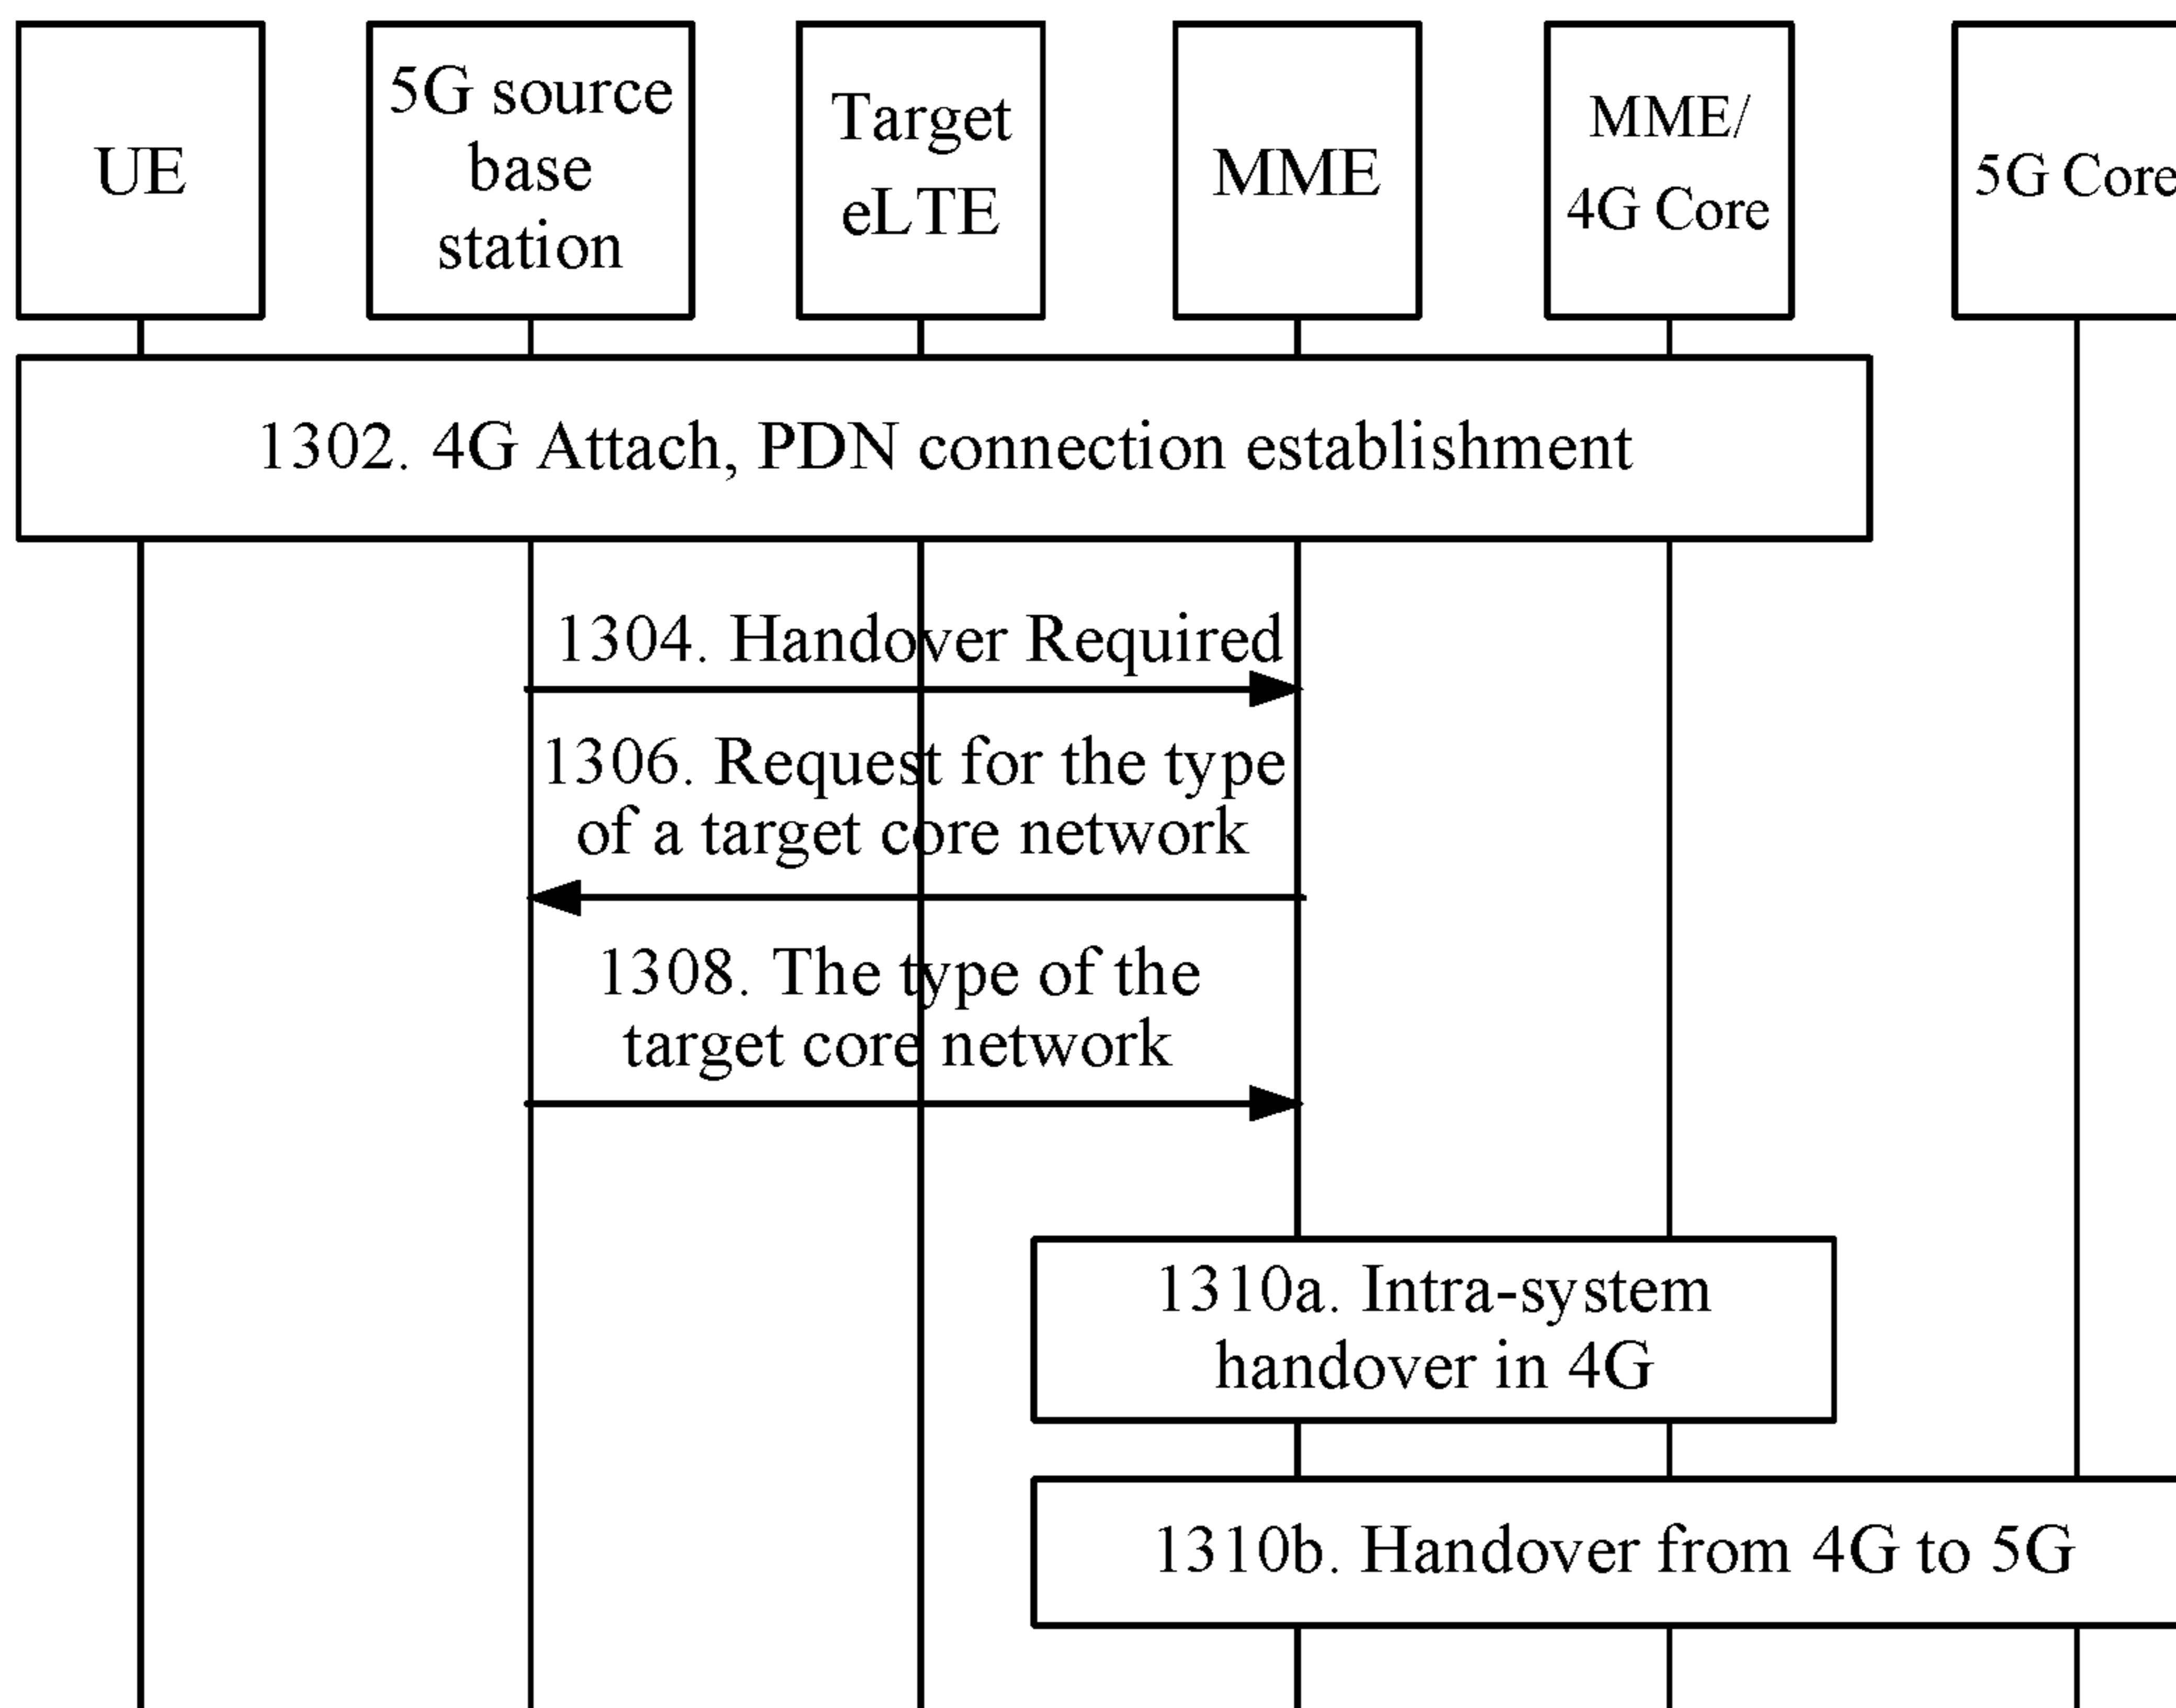 UE
5G source
base
station
Target
eLTE
MME
MME/
4G Core
5G Core
1302. 4G Attach, PDN connection establishment
1304. Handover Required
1306. Request for the type
of a target core network
1308. The type of the
target core network
1310a. Intra-system
handover in 4G
1310b. Handover from 4G to 5G